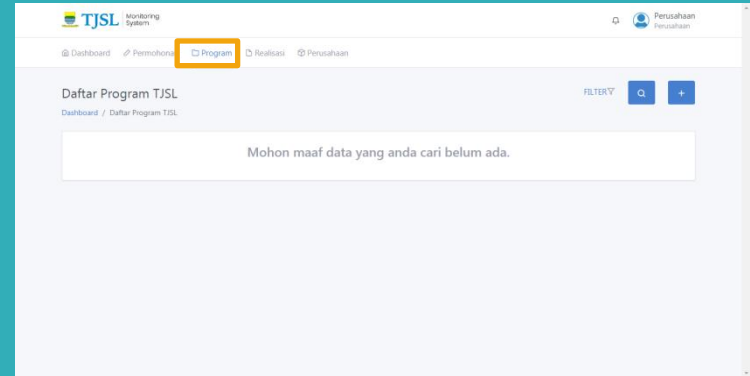 TJSL Monitoring System
Perusahaan
Perusahaan
Dashboard Permohonan Program Realisasi Perusahaan
Daftar Program TJSL
FILTER
Dashboard / Daftar Program TJSL
Mohon maaf data yang anda cari belum ada.